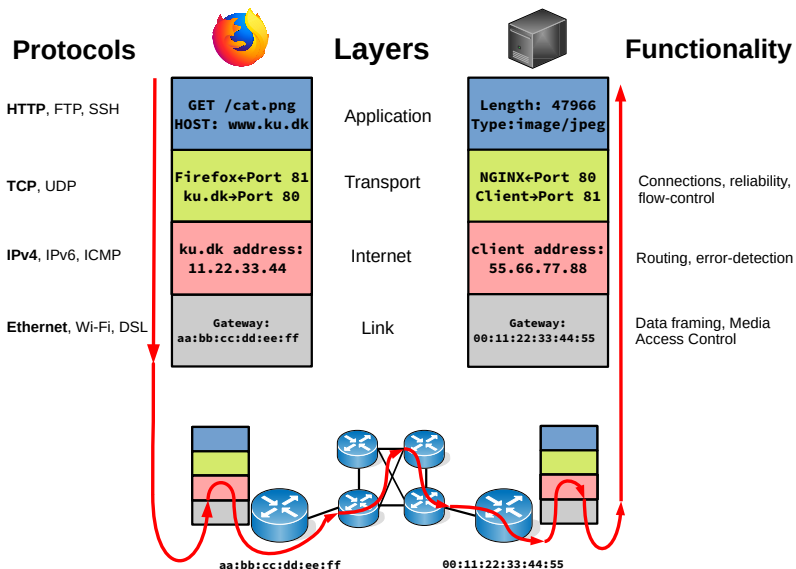 Protocols
Layers
Functionality
HTTP, FTP, SSH
GET /cat.png
HOST: www.ku.dk
Application
Length: 47966
Type:image/jpeg
TCP, UDP
Firefox←Port 81
ku.dk→Port 80
Transport
NGINX←Port 80
Client→Port 81
Connections, reliability,
flow-control
IPv4, IPv6, ICMP
ku.dk address:
11.22.33.44
Internet
client address:
55.66.77.88
Routing, error-detection
Ethernet, Wi-Fi, DSL
Gateway:
aa:bb:cc:dd:ee:ff
Link
Gateway:
00:11:22:33:44:55
Data framing, Media
Access Control
aa:bb:cc:dd:ee:ff
00:11:22:33:44:55